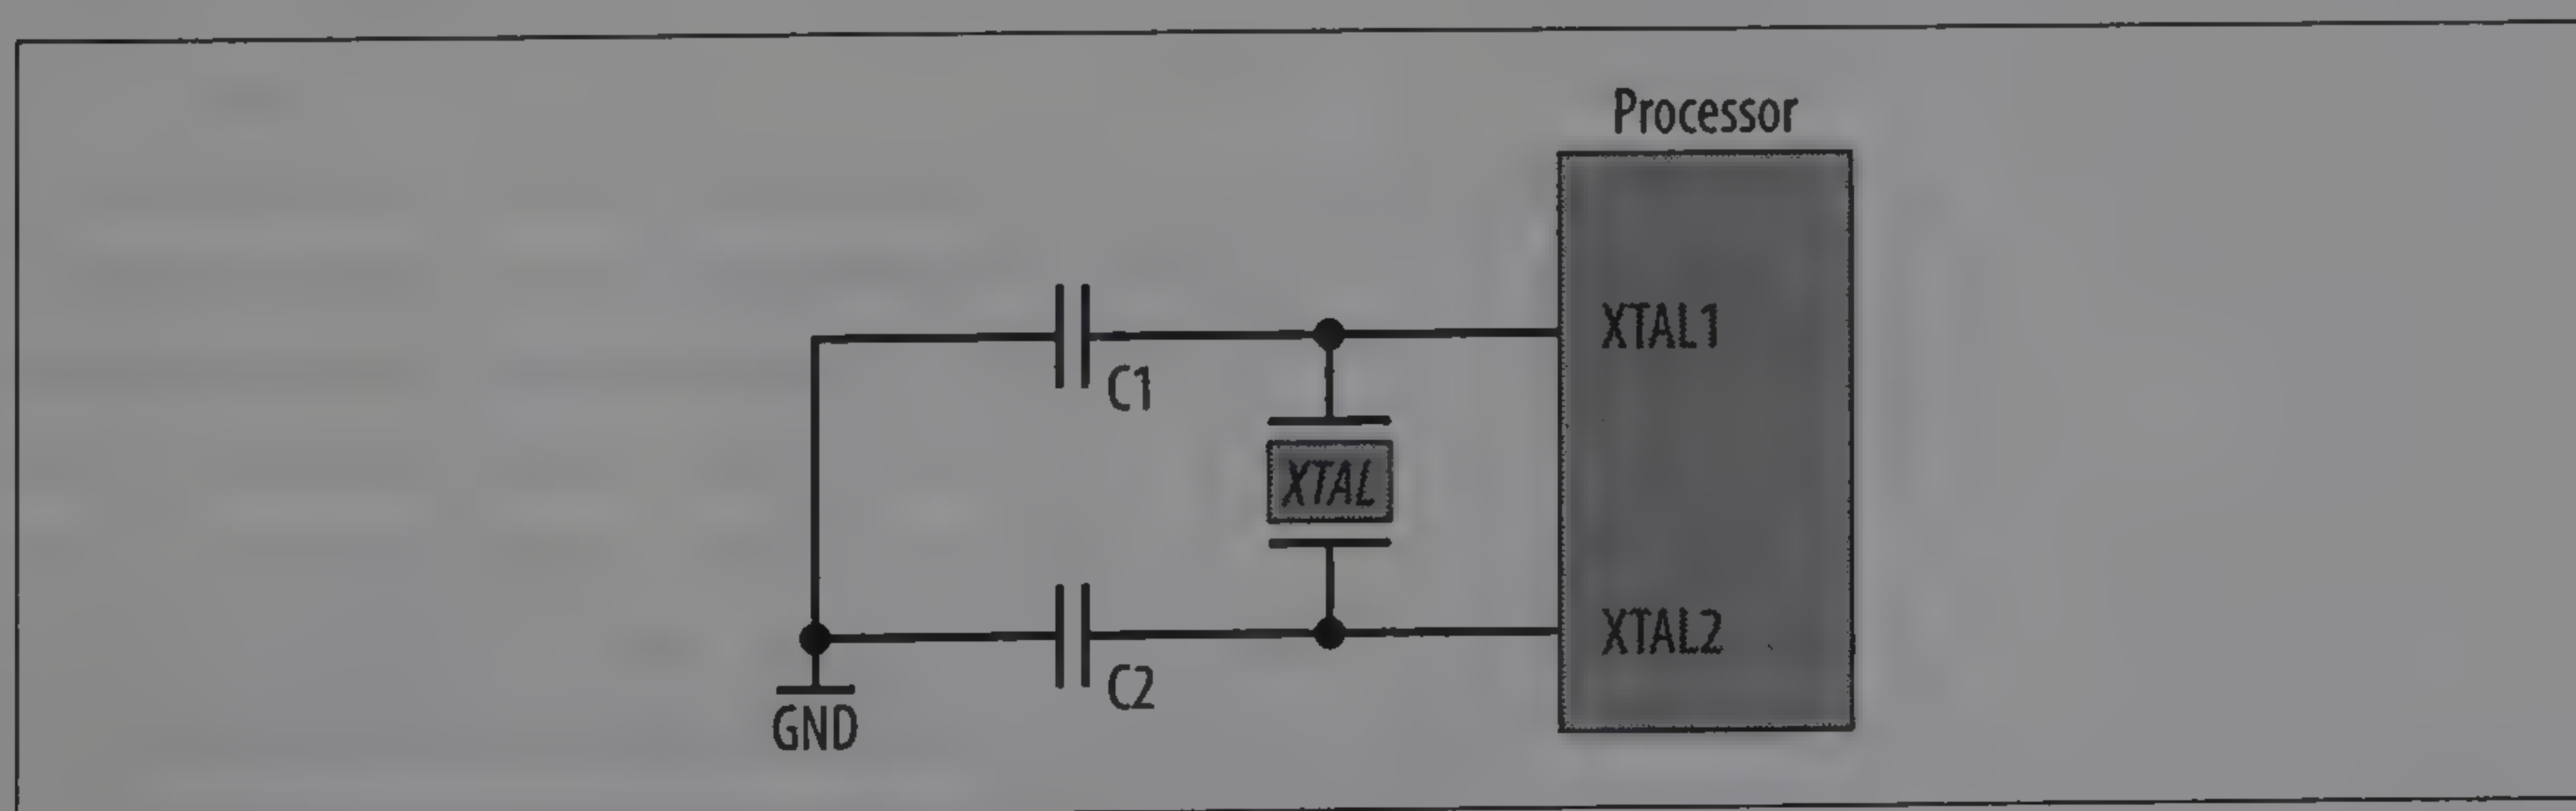 Processor
XTAL1
C1
XTAL
XTAL2
C2
GND